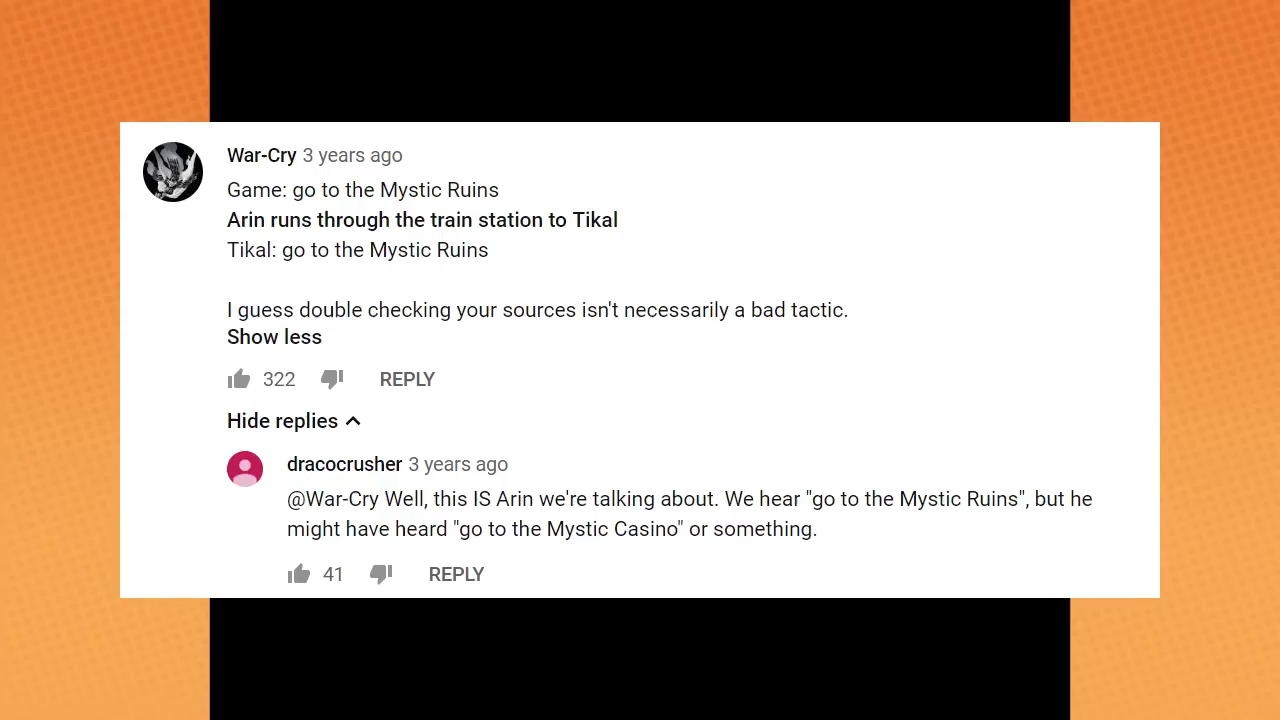 War-Cry 3 years ago
Game: go to the Mystic Ruins
Arin runs through the train station to Tikal
Tikal: go to the Mystic Ruins
I guess double checking your sources isn't necessarily a bad tactic.
Show less
322 REPLY
Hide replies
dracocrusher 3 years ago
@War-Cry Well, this IS Arin we're talking about. We hear "go to the Mystic Ruins", but he
might have heard "go to the Mystic Casino" or something.
41 REPLY